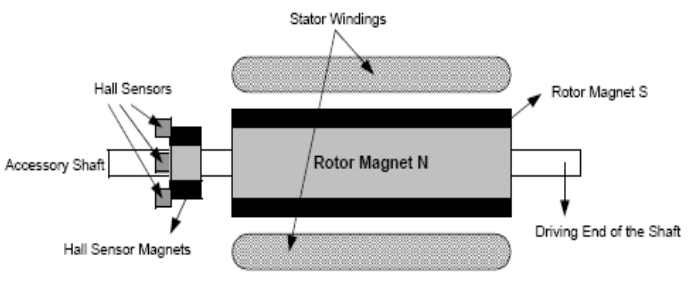 Stator Windings
Hall Sensors
Rotor Magnet S
Accessory Shaft
Rotor Magnet N
Driving End of the Shaft
Hall Sensor Magnets